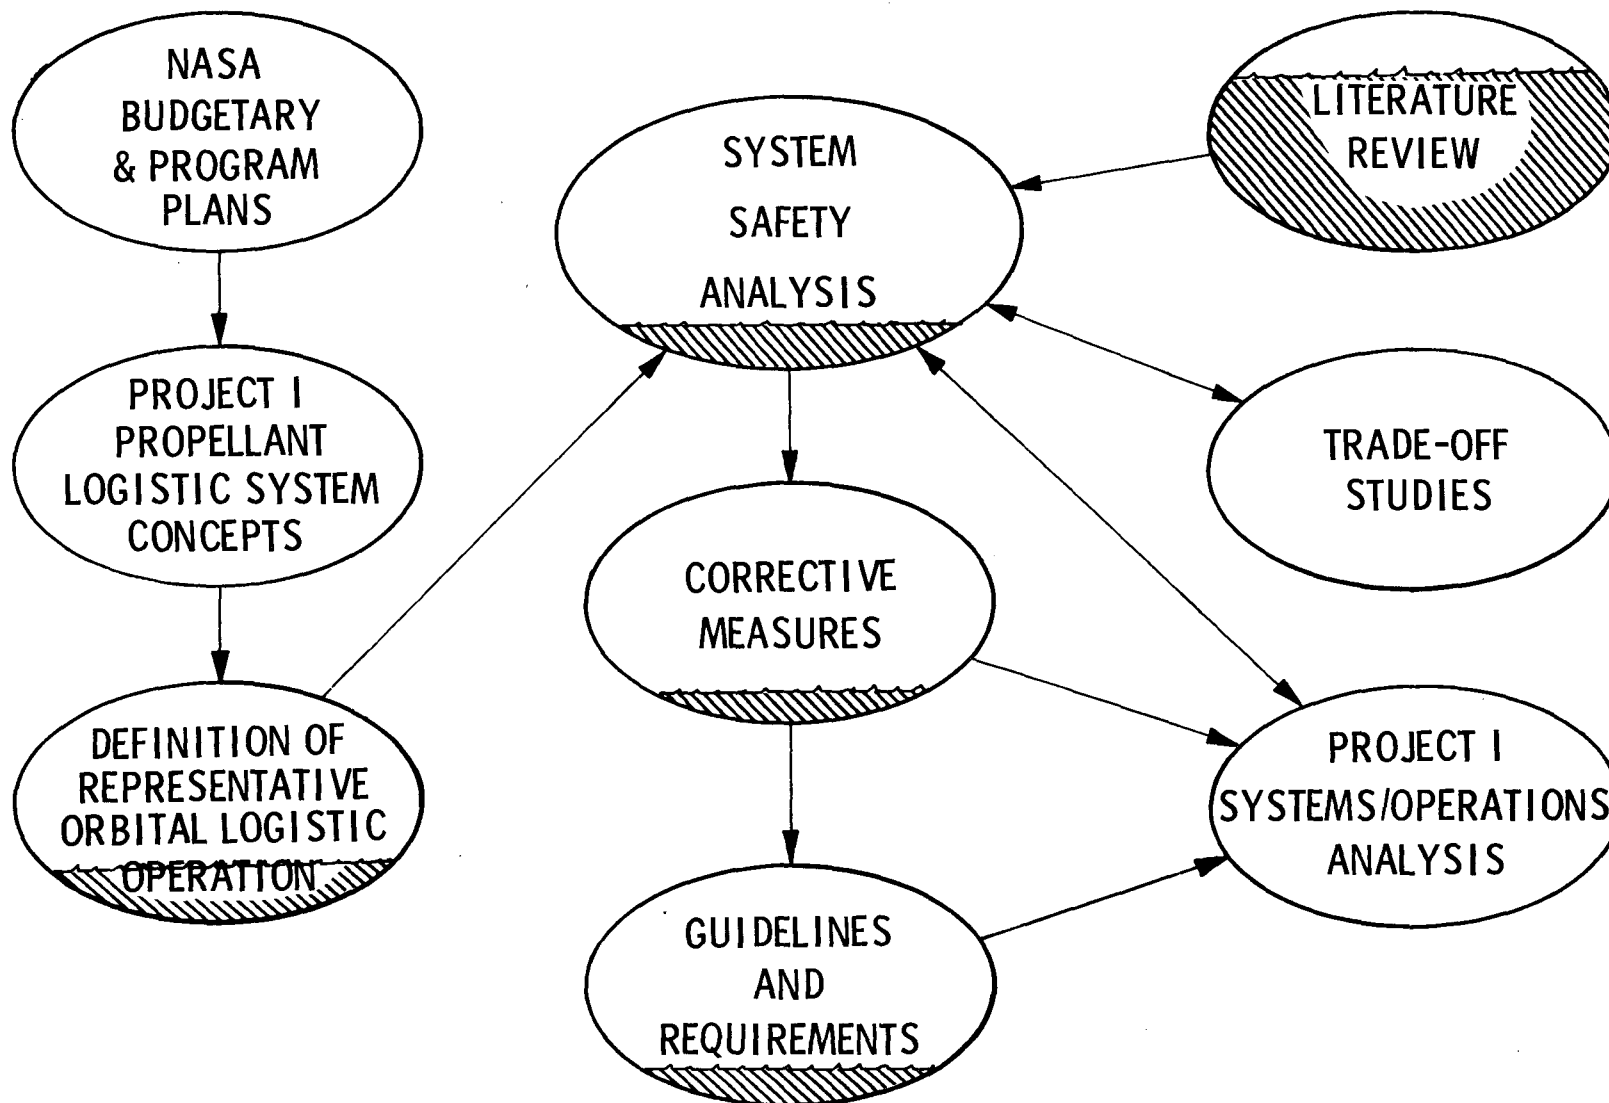 NASA
BUDGETARY
& PROGRAM
PLANS
PROJECT I
PROPELLANT
LOGISTIC SYSTEM
CONCEPTS
DEFINITION OF
REPRESENTATIVE
ORBITAL LOGISTIC
OPERATION
SYSTEM
SAFETY
ANALYSIS
CORRECTIVE
MEASURES
GUIDELINES
AND
REQUIREMENTS
LITERATURE
REVIEW
TRADE-OFF
STUDIES
PROJECT I
SYSTEMS/OPERATIONS
ANALYSIS